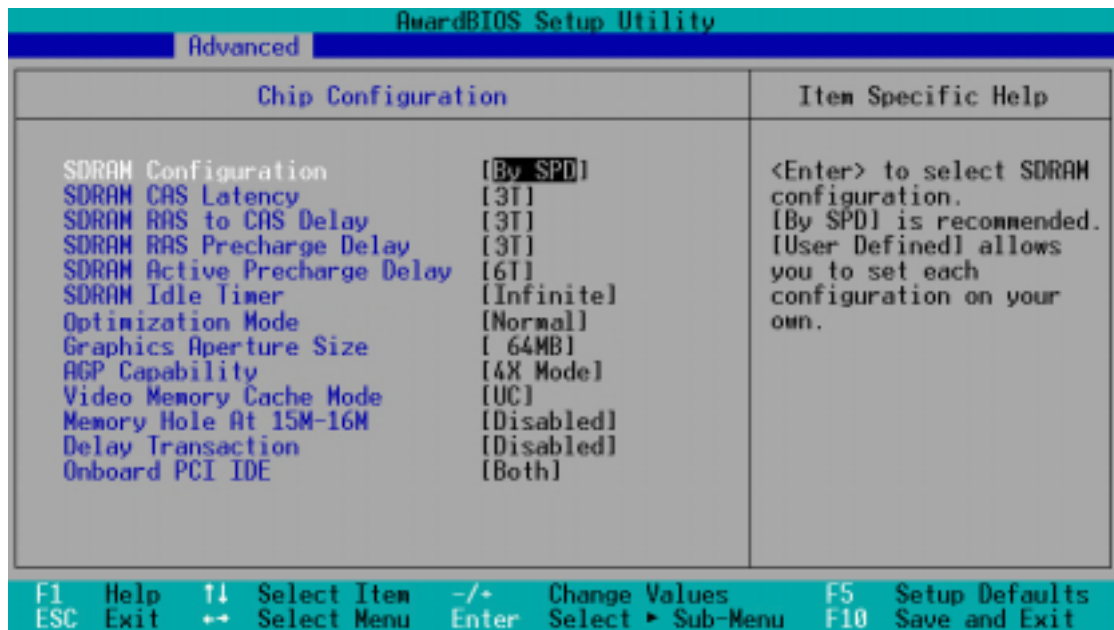 AwardBIOS Setup Utility
Advanced
Chip Configuration
Item Specific Help
SDRAM Configuration [By SPD]
SDRAM CAS Latency [3T]
SDRAM RAS to CAS Delay [3T]
SDRAM RAS Precharge Delay [3T]
SDRAM Active Precharge Delay [6T]
SDRAM Idle Timer [Infinite]
Optimization Mode [Normal]
Graphics Aperture Size [ 64MB]
AGP Capability [4X Mode]
Video Memory Cache Mode [UC]
Memory Hole At 15M-16M [Disabled]
Delay Transaction [Disabled]
Onboard PCI IDE [Both]
<Enter> to select SDRAM
configuration.
[By SPD] is recommended.
[User Defined] allows
you to set each
configuration on your
own.
F1 Help ↑↓ Select Item -/+ Change Values F5 Setup Defaults
ESC Exit ←→ Select Menu Enter Select ► Sub-Menu F10 Save and Exit